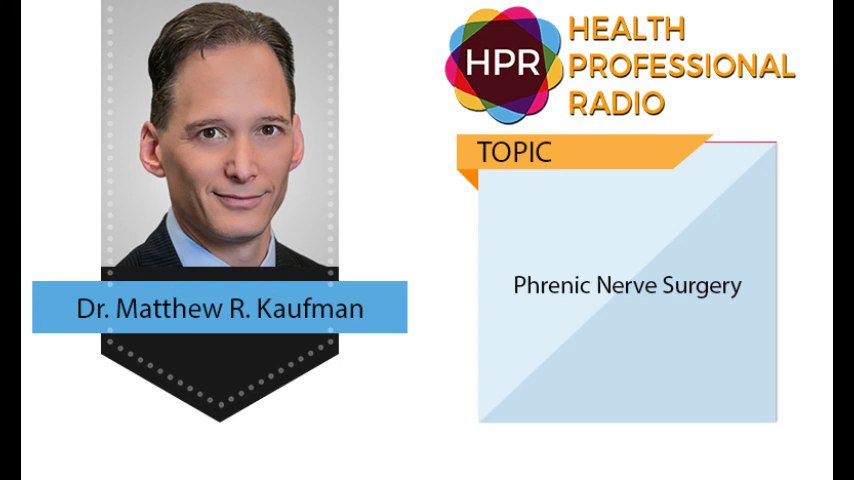 HPR
HEALTH
PROFESSIONAL
RADIO
TOPIC
Phrenic Nerve Surgery
Dr. Matthew R. Kaufman